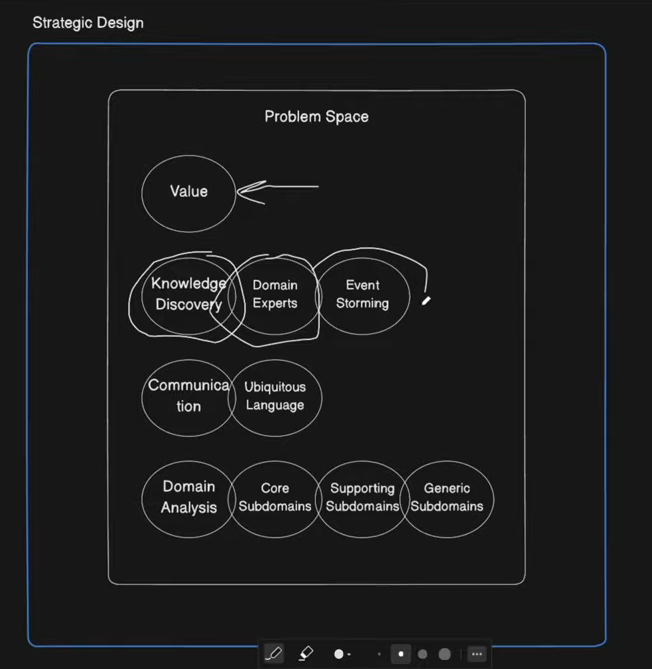 Strategic Design
Problem Space
Value
Knowledge
Discovery
Domain
Experts
Event
Storming
Communica
tion
Ubiquitous
Language
Domain
Analysis
Core
Subdomains
Supporting
Subdomains
Generic
Subdomains